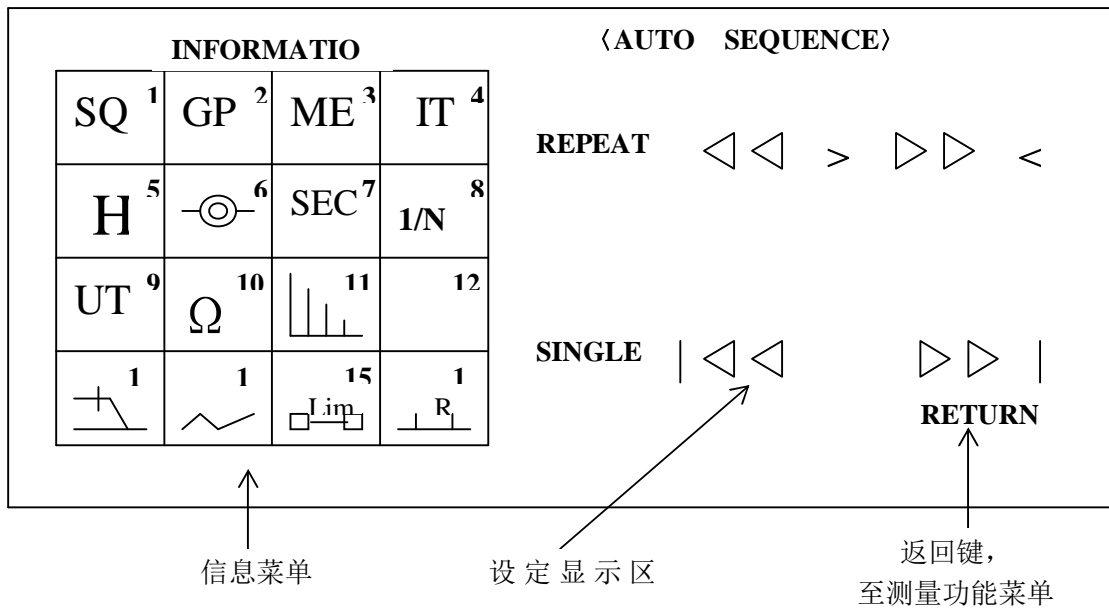 INFORMATIO
〈AUTO SEQUENCE〉
SQ 1 GP 2 ME 3 IT 4
REPEAT ◁◁ > ▷▷ <
H 5 6 SEC 7 1/N 8
UT 9 Ω 10 11 12
SINGLE |◁◁ ▷▷|
1 1 Lim 15 R 1
RETURN
信息菜单
设定显示区
返回键，
至测量功能菜单